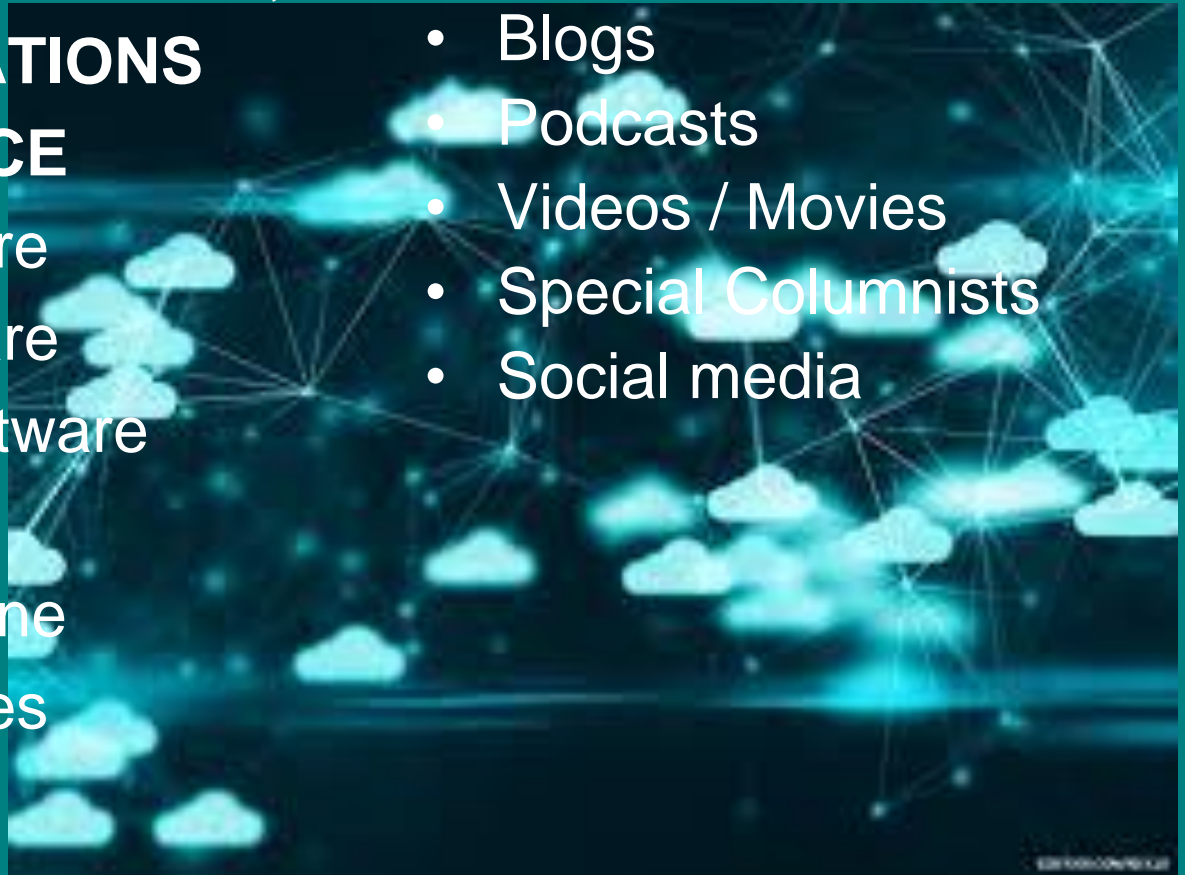 ATIONS
CE
re
re
tware
ne
es
• Blogs
• Podcasts
• Videos / Movies
• Special Columnists
• Social media